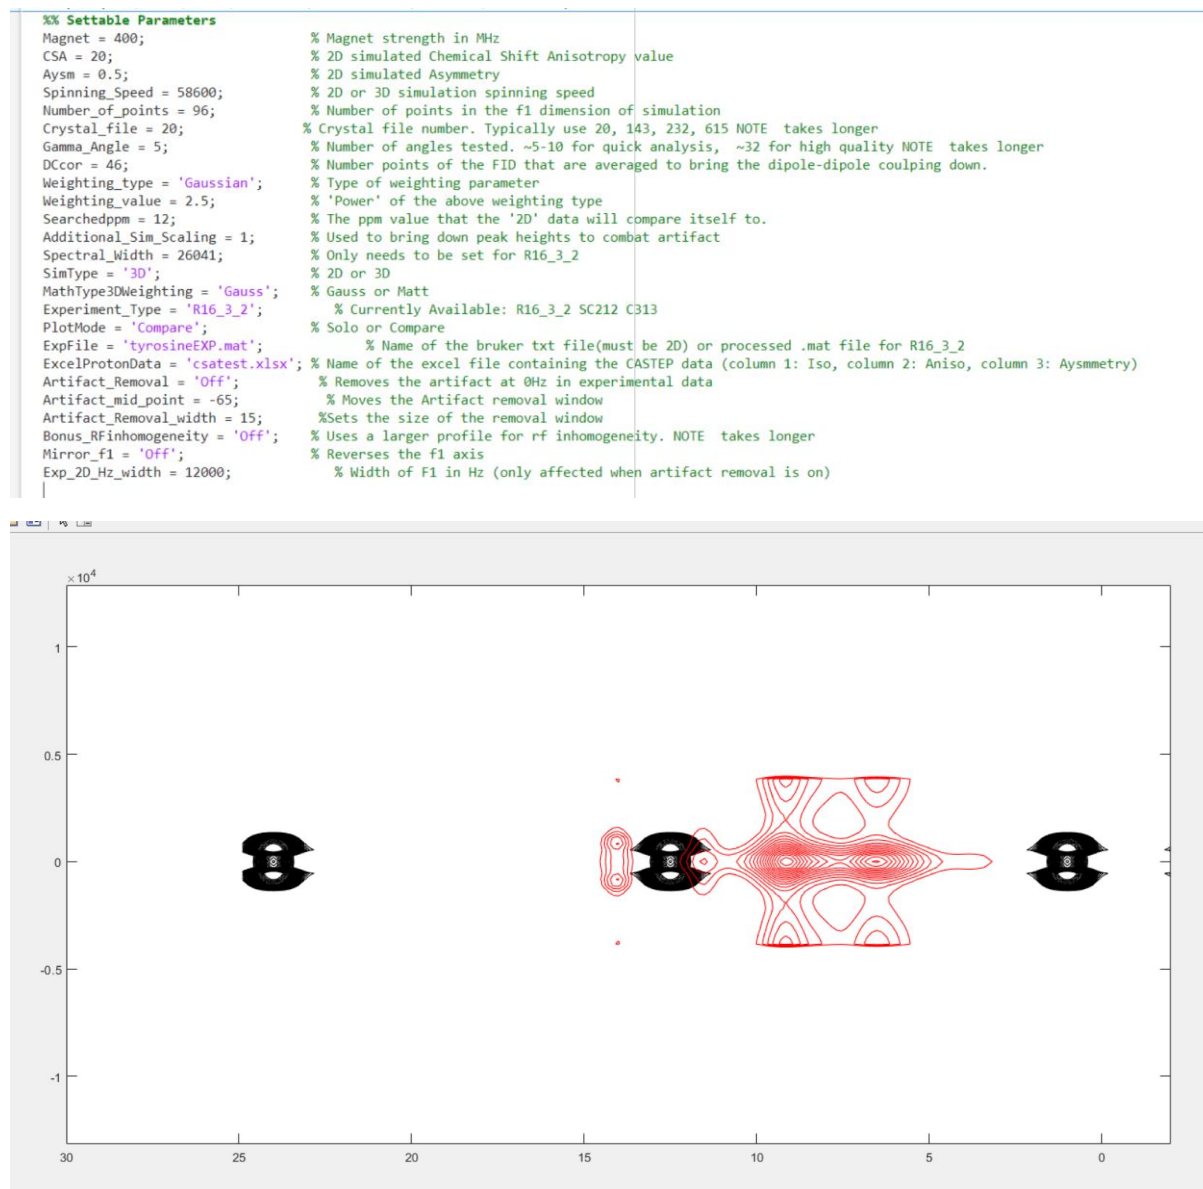 %% Settable Parameters
Magnet = 400; % Magnet strength in MHz
CSA = 20; % 2D simulated Chemical Shift Anisotropy value
Aysm = 0.5; % 2D simulated Asymmetry
Spinning_Speed = 58600; % 2D or 3D simulation spinning speed
Number_of_points = 96; % Number of points in the f1 dimension of simulation
Crystal_file = 20; % Crystal file number. Typically use 20, 143, 232, 615 NOTE takes longer
Gamma_Angle = 5; % Number of angles tested. ~5-10 for quick analysis, ~32 for high quality NOTE takes longer
DCcor = 46; % Number points of the FID that are averaged to bring the dipole-dipole coulping down.
Weighting_type = 'Gaussian'; % Type of weighting parameter
Weighting_value = 2.5; % 'Power' of the above weighting type
Searchedppm = 12; % The ppm value that the '2D' data will compare itself to.
Additional_Sim_Scaling = 1; % Used to bring down peak heights to combat artifact
Spectral_Width = 26041; % Only needs to be set for R16_3_2
SimType = '3D'; % 2D or 3D
MathType3DWeighting = 'Gauss'; % Gauss or Matt
Experiment_Type = 'R16_3_2'; % Currently Available: R16_3_2 SC212 C313
PlotMode = 'Compare'; % Solo or Compare
ExpFile = 'tyrosineEXP.mat'; % Name of the bruker txt file(must be 2D) or processed .mat file for R16_3_2
ExcelProtonData = 'csatest.xlsx'; % Name of the excel file containing the CASTEP data (column 1: Iso, column 2: Aniso, column 3: Aysmmetry)
Artifact_Removal = 'Off'; % Removes the artifact at 0Hz in experimental data
Artifact_mid_point = -65; % Moves the Artifact removal window
Artifact_Removal_width = 15; %Sets the size of the removal window
Bonus_RFinhomogeneity = 'Off'; % Uses a larger profile for rf inhomogeneity. NOTE takes longer
Mirror_f1 = 'Off'; % Reverses the f1 axis
Exp_2D_Hz_width = 12000; % Width of F1 in Hz (only affected when artifact removal is on)
×10⁴
1
0.5
0
-0.5
-1
30 25 20 15 10 5 0